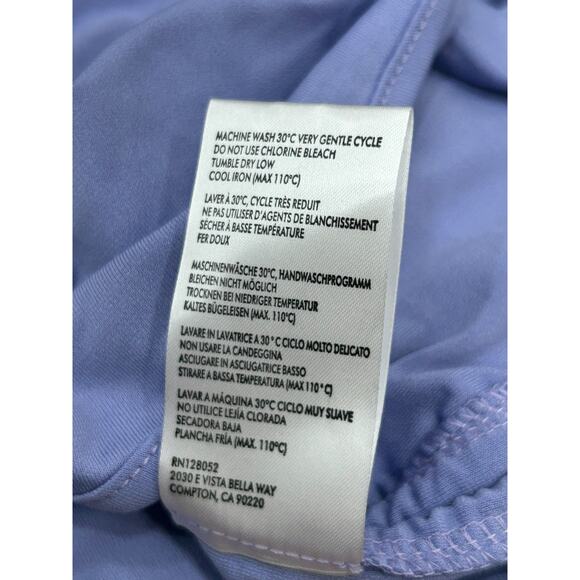 MACHINE WASH 30°C VERY GENTLE CYCLE
DO NOT USE CHLORINE BLEACH
TUMBLE DRY LOW
COOL IRON (MAX 110°C)
LAVER À 30°C, CYCLE TRÈS REDUIT
NE PAS UTILISER D'AGENTS DE BLANCHISSEMENT
SÉCHER À BASSE TEMPÉRATURE
FER DOUX
MASCHINENWÄSCHE 30°C, HANDWASCHPROGRAMM
BLEICHEN NICHT MÖGLICH
TROCKNEN BEI NIEDRIGER TEMPERATUR
KALTES BÜGELEISEN (MAX. 110°C)
LAVARE IN LAVATRICE A 30°C CICLO MOLTO DELICATO
NON USARE LA CANDEGGINA
ASCIUGARE IN ASCIUGATRICE BASSO
STIRARE A BASSA TEMPERATURA (MAX 110°C)
LAVAR A MÁQUINA 30°C CICLO MUY SUAVE
NO UTILICE LEJÍA CLORADA
SECADORA BAJA
PLANCHA FRÍA (MAX. 110°C)
RN128052
2030 E VISTA BELLA WAY
COMPTON, CA 90220